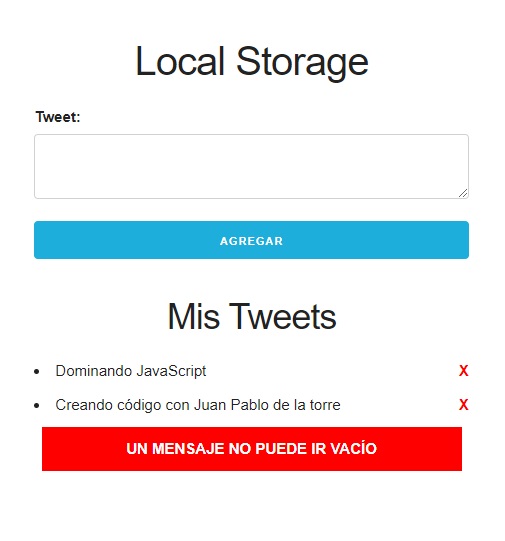 Local Storage
Tweet:
AGREGAR
Mis Tweets
Dominando JavaScript X
Creando código con Juan Pablo de la torre X
UN MENSAJE NO PUEDE IR VACÍO